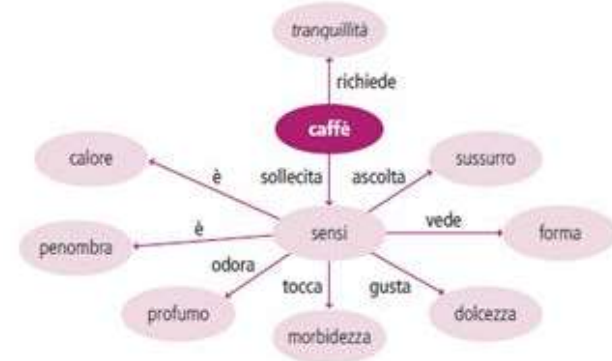 tranquillità
richiede
caffè
calore
è
sollecita
ascolta
sussurro
penombra
è
sensi
vede
forma
odora
tocca
gusta
profumo
morbidezza
dolcezza